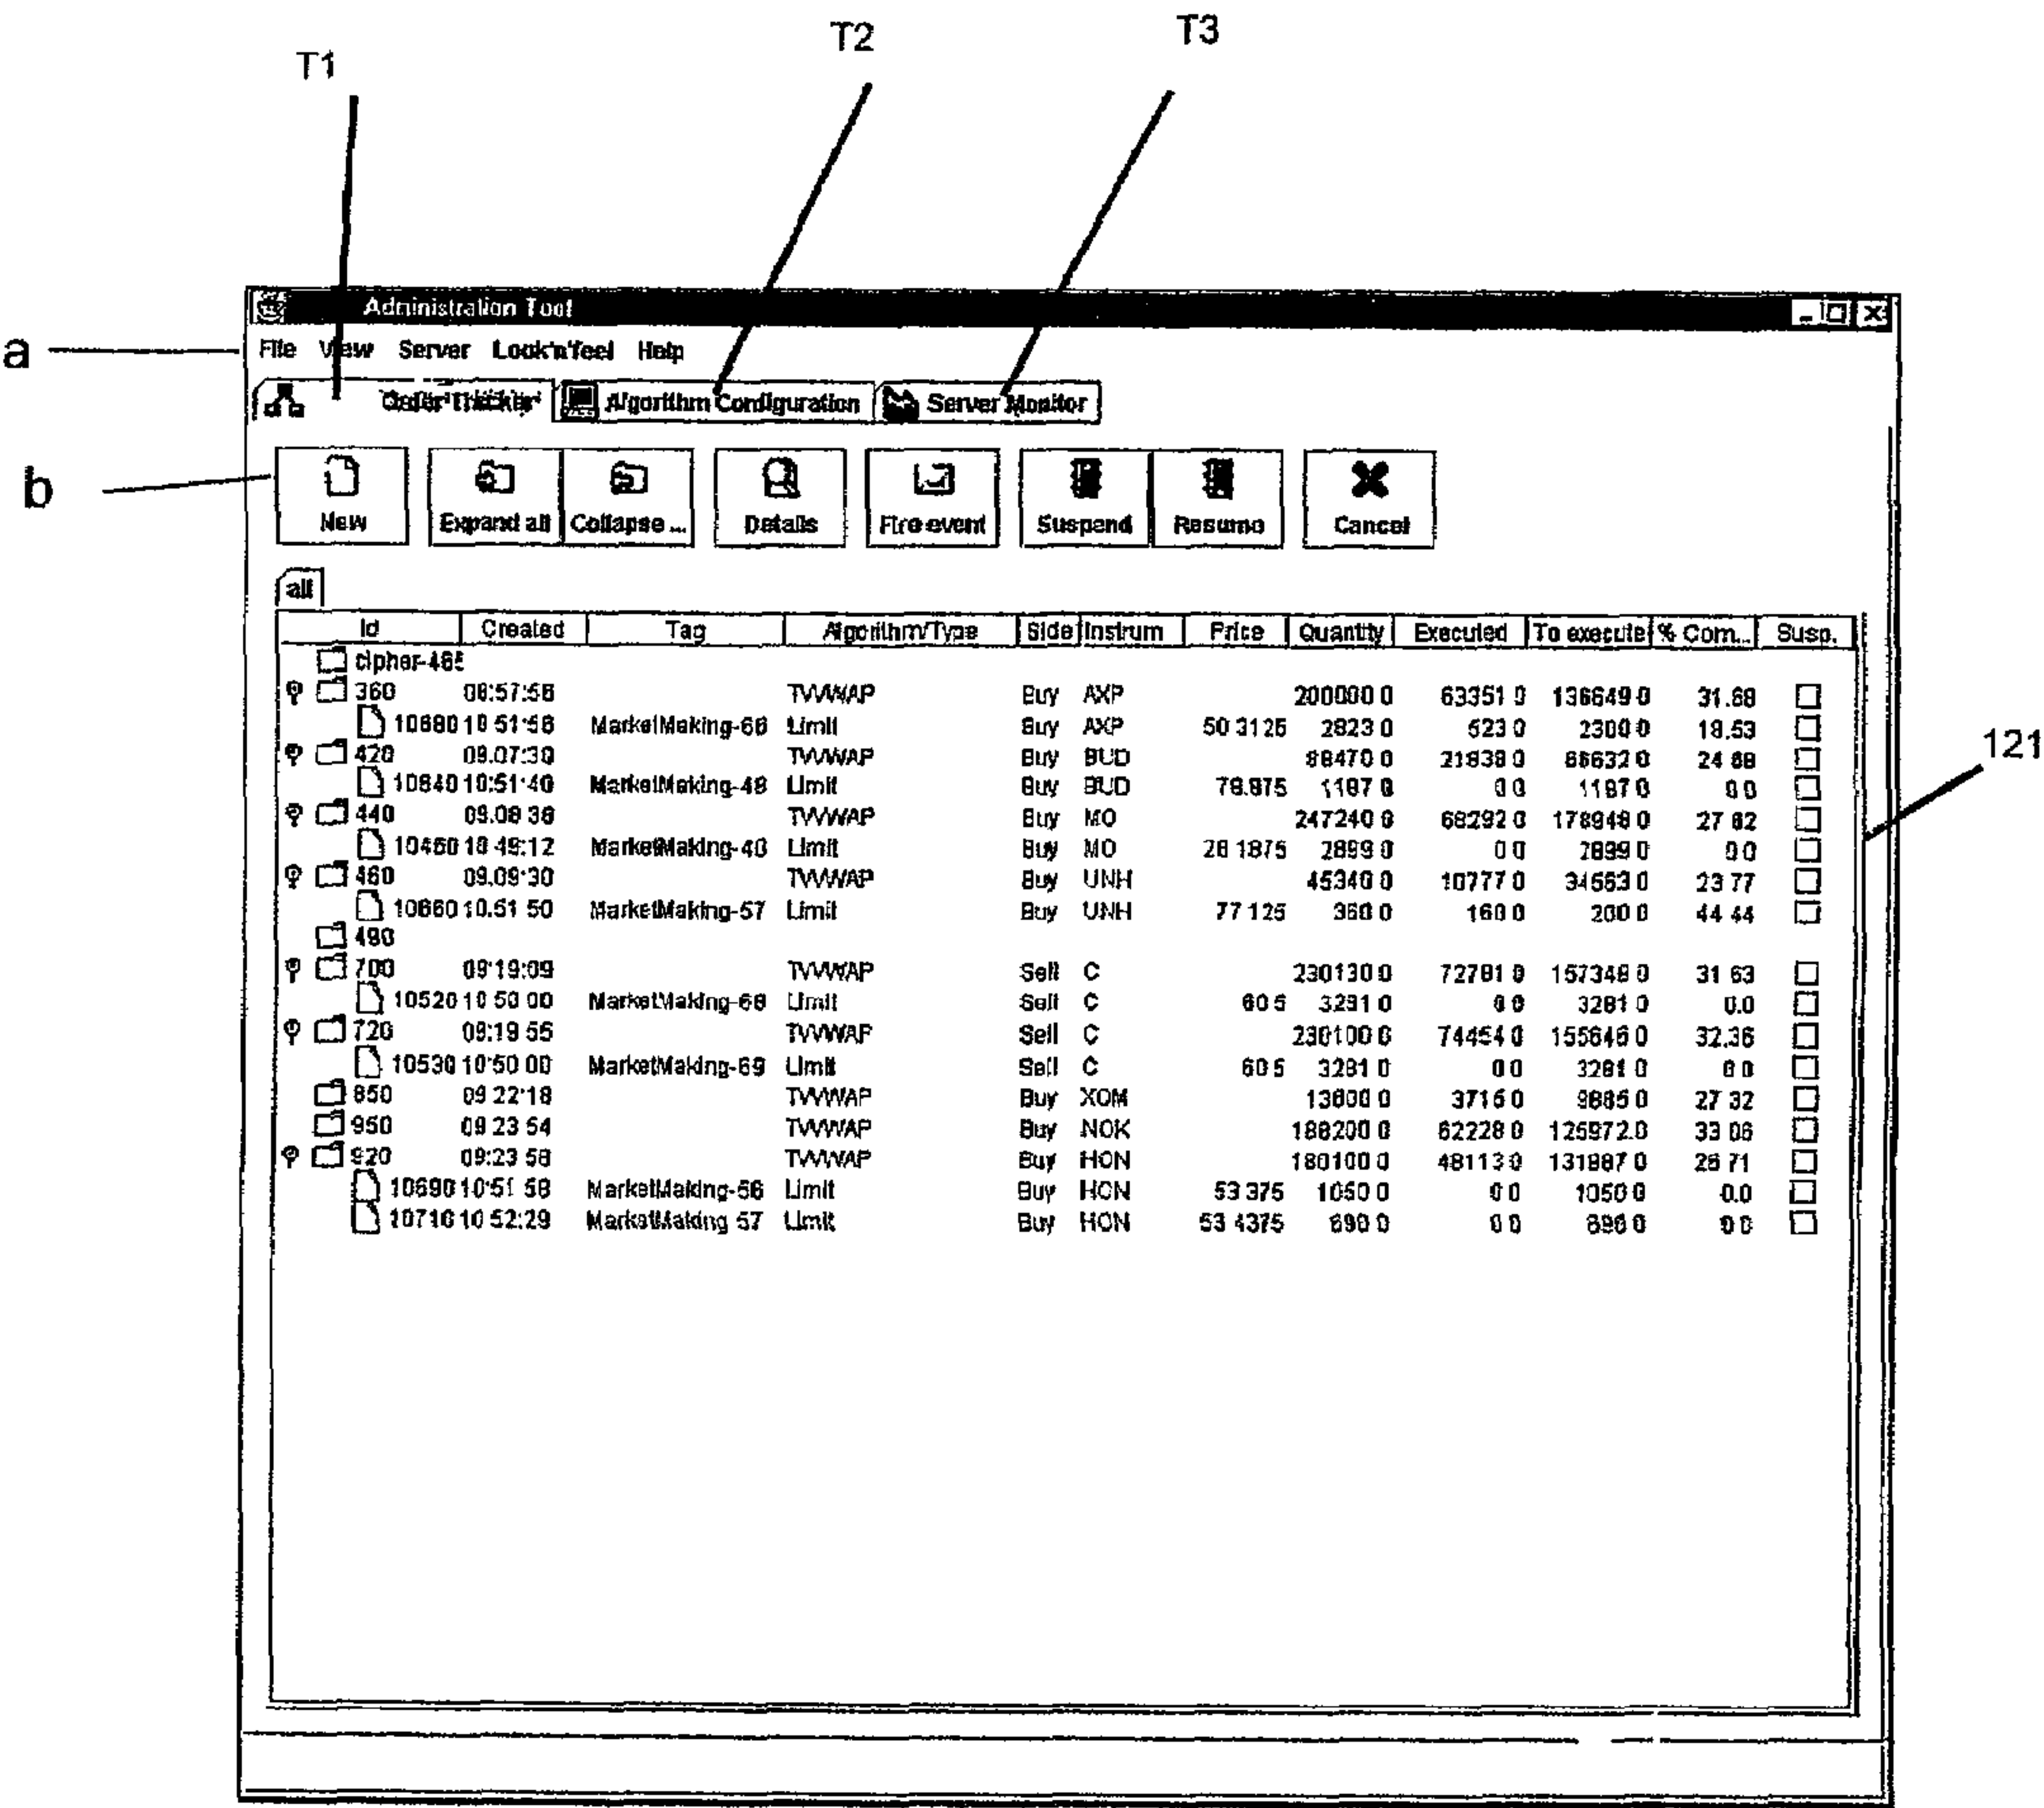 T1
T2
T3
Administration Tool
a
File View Server Look'n'feel Help
Algorithm Configuration Server Monitor
b
New Expand all Collapse ... Details Fire event Suspend Resume Cancel
all
Id Created Tag Algorithm/Type Side Instrum Price Quantity Executed To execute % Com... Susp.
cipher-465
360 08:57:56 TVWAP Buy AXP 200000 0 63351 0 136649 0 31.68
10680 10 51:56 MarketMaking-66 Limit Buy AXP 50 3125 2823 0 523 0 2300 0 18.53
420 09.07:30 TVWAP Buy BUD 88470 0 21838 0 66632 0 24 68
10640 10:51:40 MarketMaking-48 Limit Buy BUD 78.875 1187 0 0 0 1187 0 0 0
121
440 09.08 36 TVWAP Buy MO 247240 0 68292 0 178948 0 27 62
10460 10 49:12 MarketMaking-40 Limit Buy MO 28 1875 2899 0 0 0 2899 0 0 0
460 09.09:30 TVWAP Buy UNH 45340 0 10777 0 34563 0 23 77
10660 10.51 50 MarketMaking-57 Limit Buy UNH 77 125 360 0 160 0 200 0 44 44
490
700 09:19:09 TVWAP Sell C 230130 0 72781 0 157348 0 31 63
10520 10 50 00 MarketMaking-68 Limit Sell C 60 5 3281 0 0 0 3281 0 0.0
720 09:19 55 TVWAP Sell C 230100 0 74454 0 155646 0 32.36
10530 10:50 00 MarketMaking-69 Limit Sell C 60 5 3281 0 0 0 3281 0 0 0
850 09 22:18 TVWAP Buy XOM 13600 0 3715 0 9885 0 27 32
950 09 23 54 TVWAP Buy NOK 188200 0 62228 0 125972.0 33 06
920 09:23 58 TVWAP Buy HON 180100 0 48113 0 131987 0 26 71
10690 10:51 58 MarketMaking-56 Limit Buy HON 53 375 1050 0 0 0 1050 0 0.0
10710 10 52:29 MarketMaking 57 Limit Buy HON 53 4375 690 0 0 0 690 0 0 0